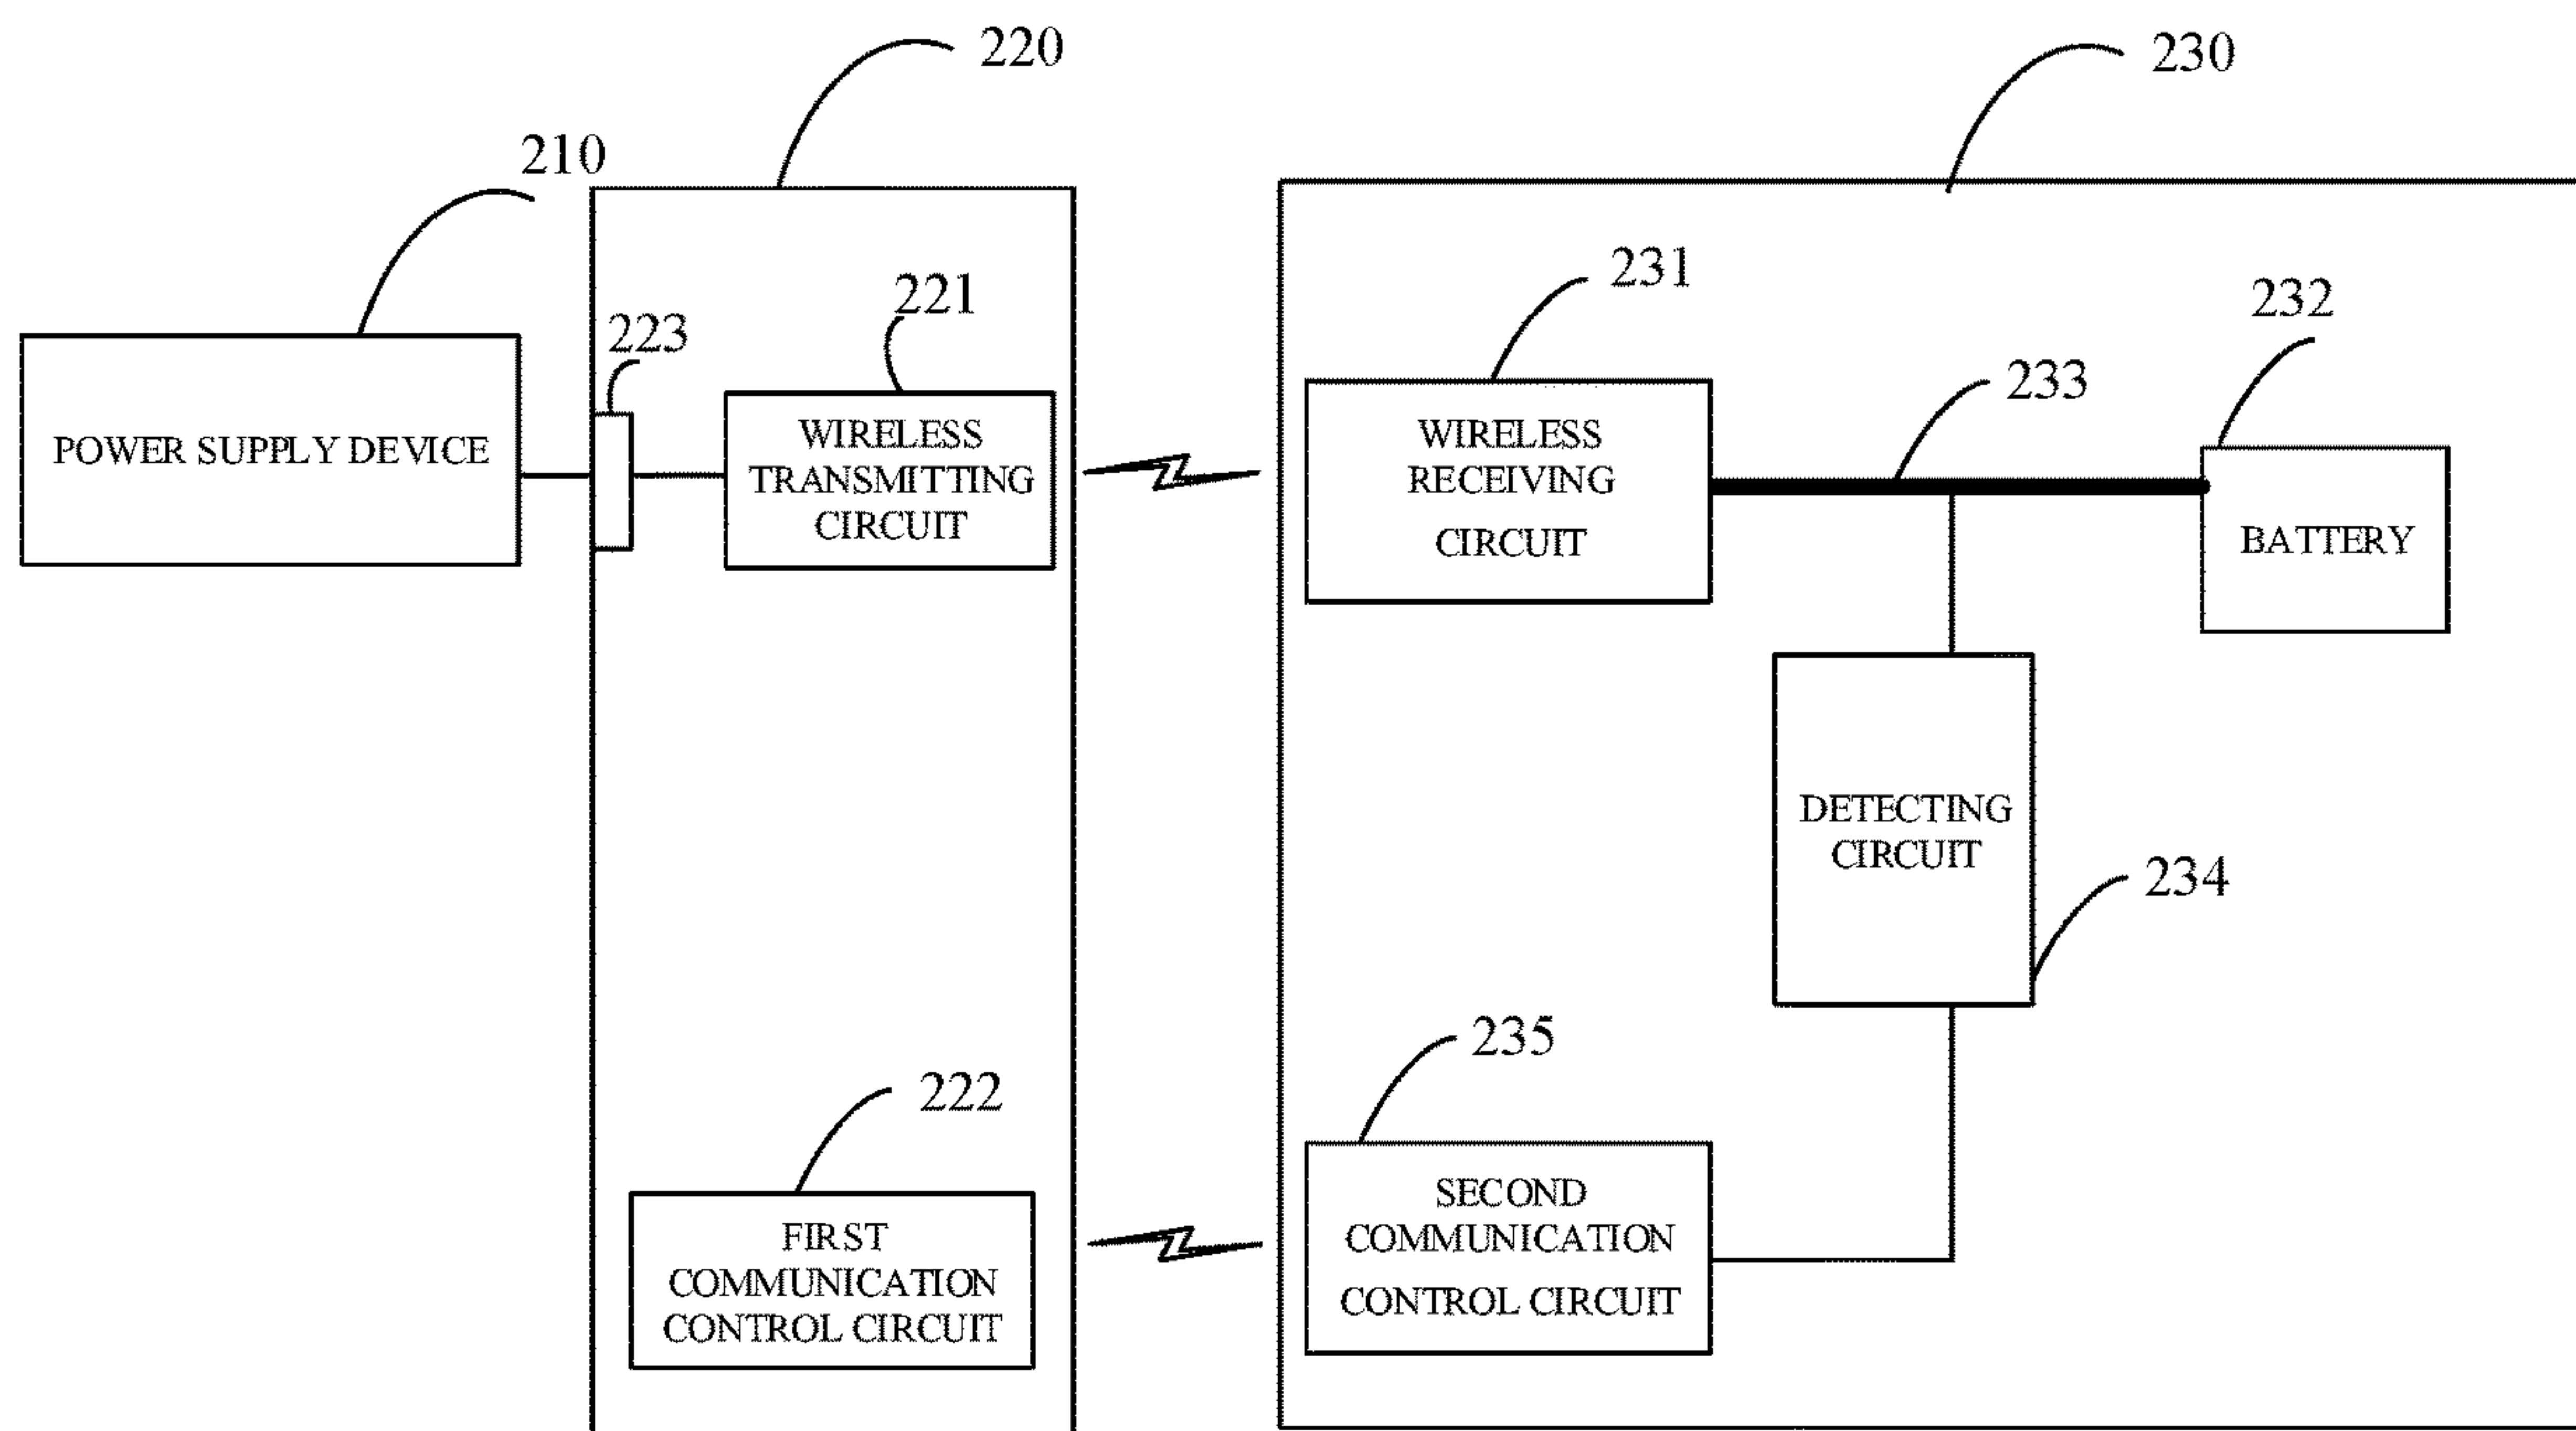 220
230
210
231
221
232
223
233
POWER SUPPLY DEVICE
WIRELESS
TRANSMITTING
CIRCUIT
WIRELESS
RECEIVING
CIRCUIT
BATTERY
DETECTING
CIRCUIT
234
235
222
FIRST
COMMUNICATION
CONTROL CIRCUIT
SECOND
COMMUNICATION
CONTROL CIRCUIT